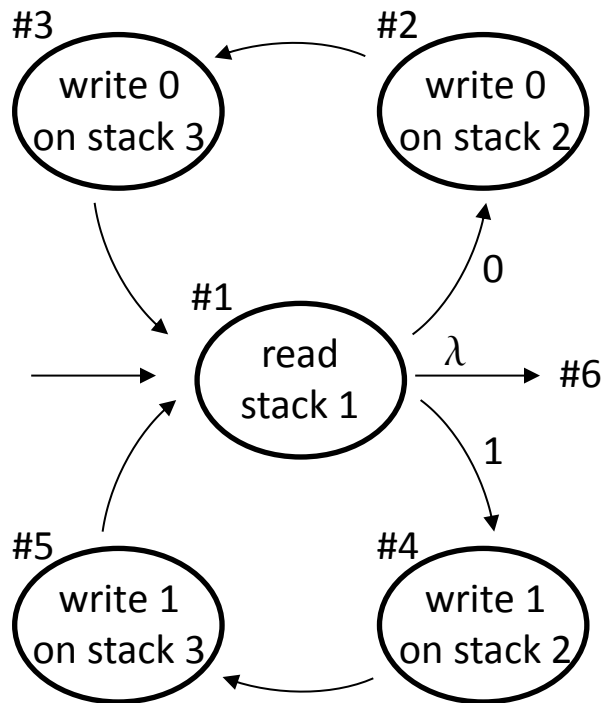 #3
write 0
on stack 3
#2
write 0
on stack 2
0
#1
read
stack 1
λ
#6
1
#5
write 1
on stack 3
#4
write 1
on stack 2